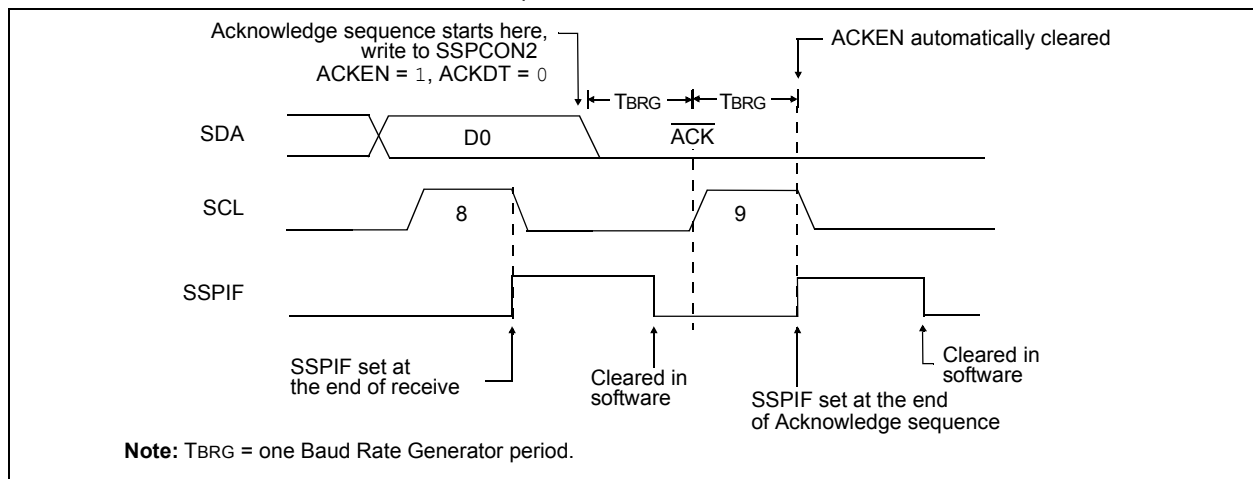 Acknowledge sequence starts here,
write to SSPCON2
ACKEN = 1, ACKDT = 0
ACKEN automatically cleared
TBRG
TBRG
SDA
D0
ACK
SCL
8
9
SSPIF
SSPIF set at
the end of receive
Cleared in
software
SSPIF set at the end
of Acknowledge sequence
Cleared in
software
Note: TBRG = one Baud Rate Generator period.